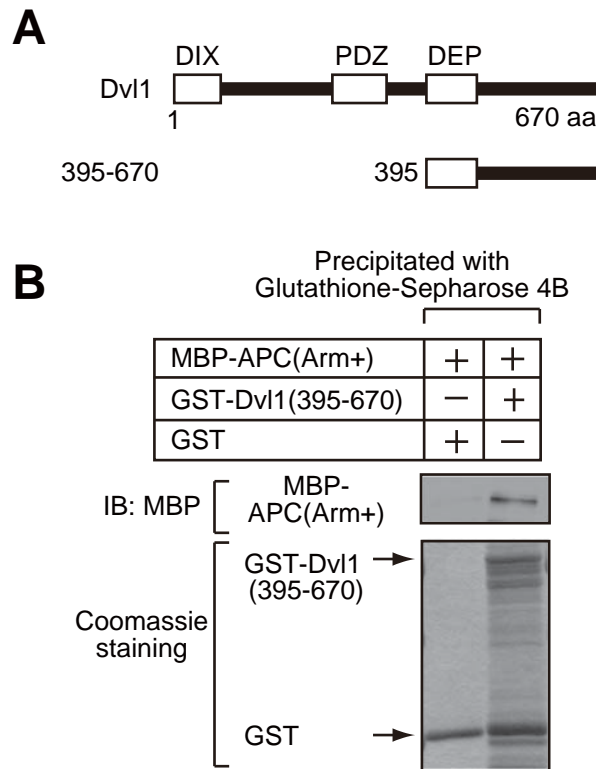 A
DIX PDZ DEP
Dvl1
1 670 aa
395-670 395
B
Precipitated with
Glutathione-Sepharose 4B
MBP-APC(Arm+) + +
GST-Dvl1(395-670) − +
GST + −
IB: MBP
MBP-
APC(Arm+)
Coomassie
staining
GST-Dvl1
(395-670)
GST